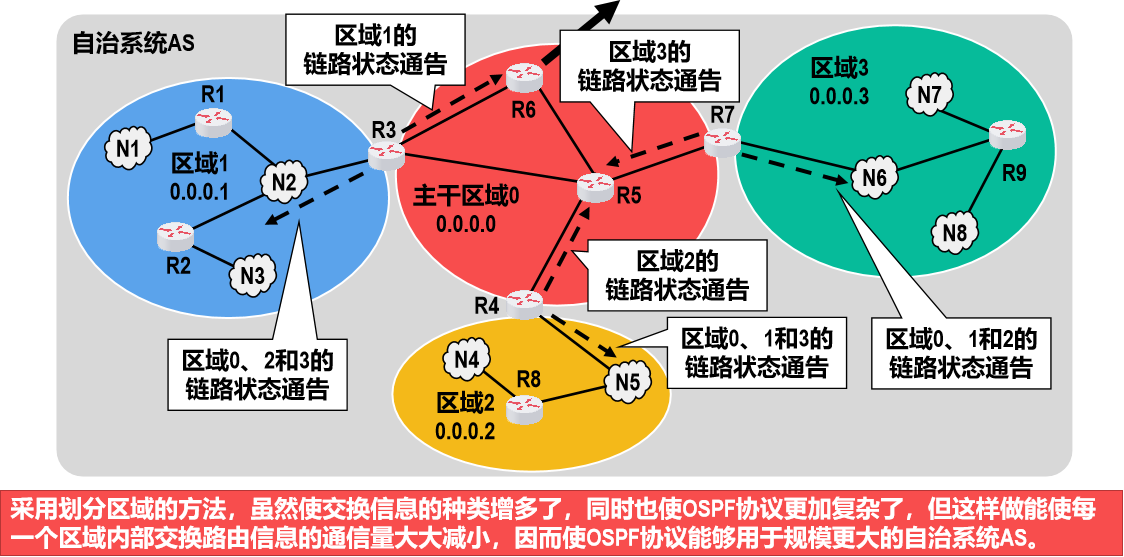 自治系统AS
区域1的
链路状态通告
区域3的
链路状态通告
R1
N1
区域1
0.0.0.1
N2
R2
N3
R3
R6
主干区域0
0.0.0.0
R5
R7
区域3
0.0.0.3
N7
R9
N6
N8
区域2的
链路状态通告
R4
区域0、2和3的
链路状态通告
N4
R8
N5
区域2
0.0.0.2
区域0、1和3的
链路状态通告
区域0、1和2的
链路状态通告
采用划分区域的方法，虽然使交换信息的种类增多了，同时也使OSPF协议更加复杂了，但这样做能使每
一个区域内部交换路由信息的通信量大大减小，因而使OSPF协议能够用于规模更大的自治系统AS。